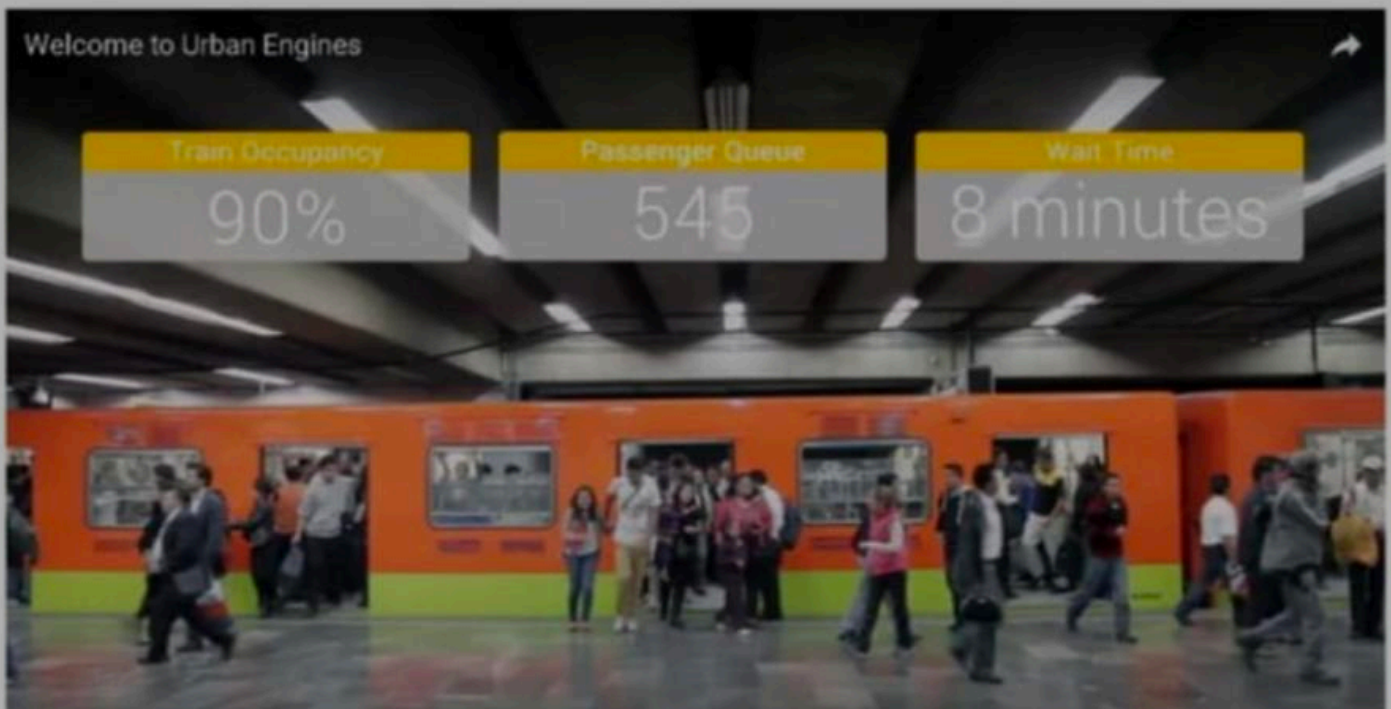 Welcome to Urban Engines
Train Occupancy
90%
Passenger Queue
545
Wait Time
8 minutes